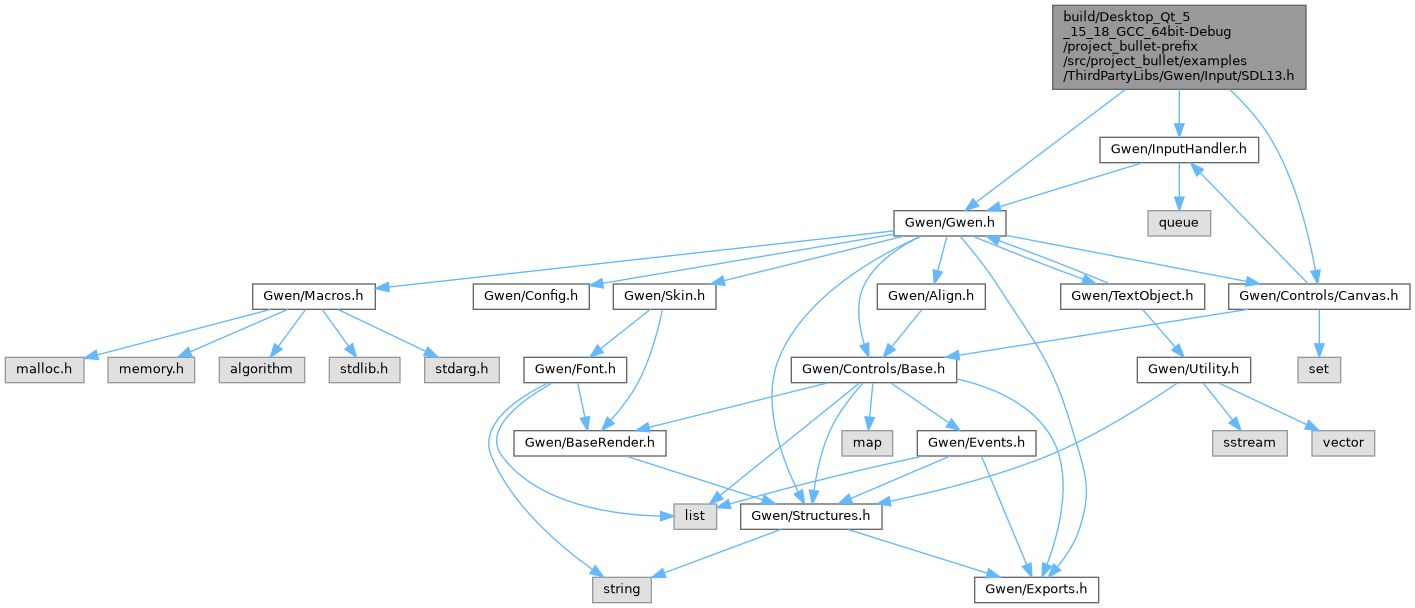 build/Desktop_Qt_5
_15_18_GCC_64bit-Debug
/project_bullet-prefix
/src/project_bullet/examples
/ThirdPartyLibs/Gwen/Input/SDL13.h
Gwen/InputHandler.h
Gwen/Gwen.h
queue
Gwen/Macros.h
Gwen/Config.h
Gwen/Skin.h
Gwen/Align.h
Gwen/TextObject.h
Gwen/Controls/Canvas.h
malloc.h
memory.h
algorithm
stdlib.h
stdarg.h
Gwen/Font.h
Gwen/Controls/Base.h
Gwen/Utility.h
set
Gwen/BaseRender.h
map
Gwen/Events.h
sstream
vector
list
Gwen/Structures.h
string
Gwen/Exports.h